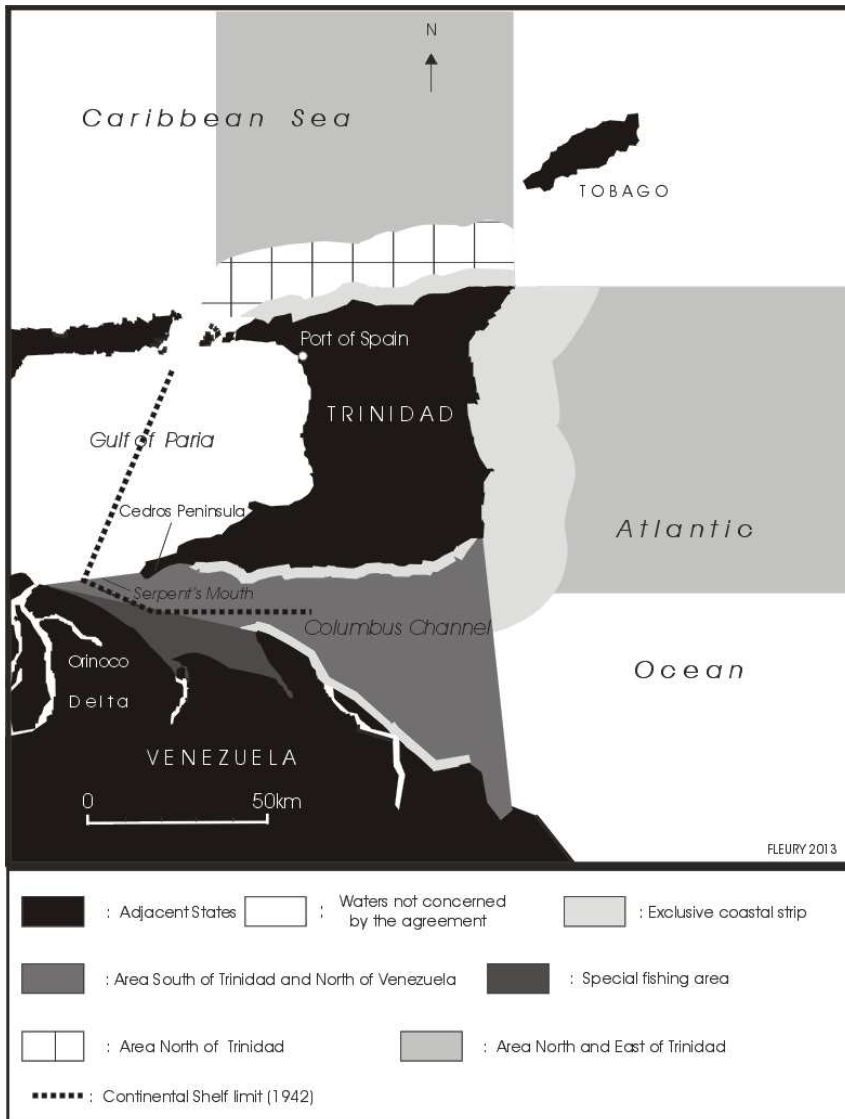 N
Caribbean Sea
TOBAGO
Port of Spain
TRINIDAD
Gulf of Paria
Cedros Peninsula
Atlantic
Serpent's Mouth
Columbus Channel
Orinoco
Delta
Ocean
VENEZUELA
0 50km
FLEURY 2013
: Adjacent States
: Waters not concerned
by the agreement
: Exclusive coastal strip
: Area South of Trinidad and North of Venezuela
: Special fishing area
: Area North of Trinidad
: Area North and East of Trinidad
: Continental Shelf limit (1942)